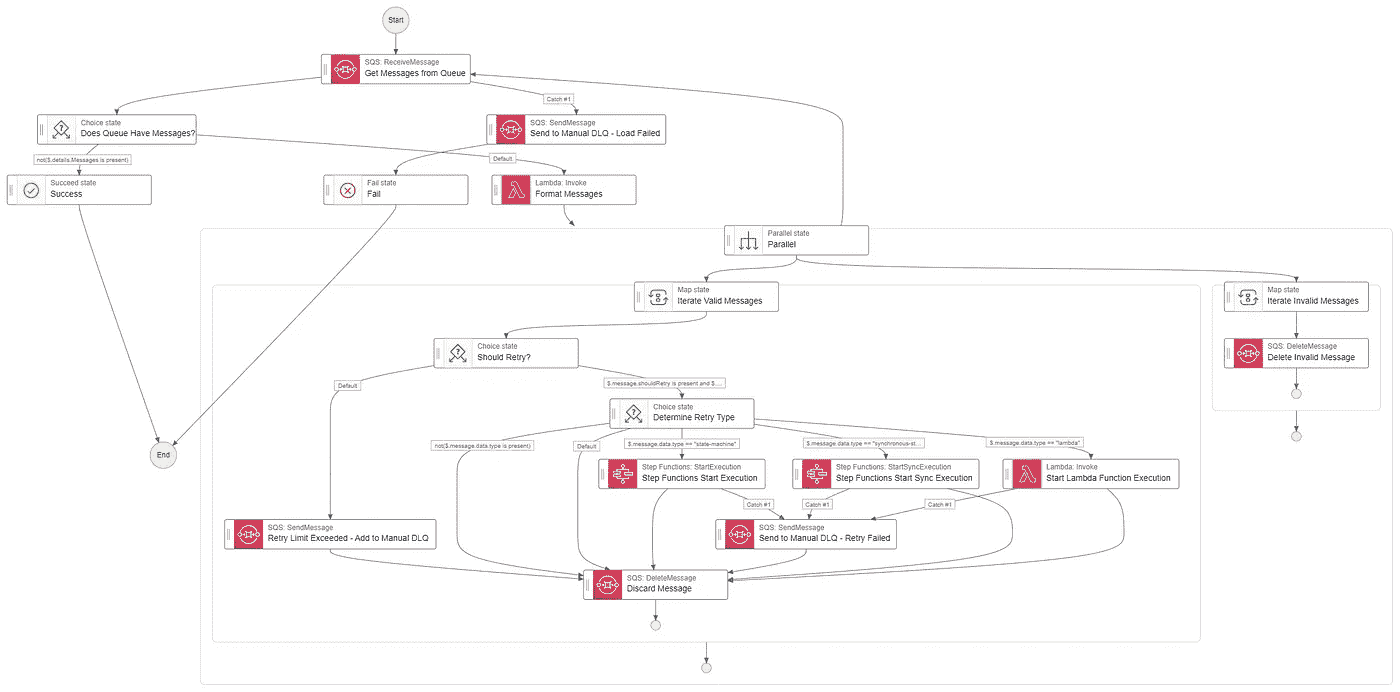 Start
SQS: ReceiveMessage
Get Messages from Queue
Catch #1
Choice state
Does Queue Have Messages?
SQS: SendMessage
Send to Manual DLQ - Load Failed
not($.details.Messages is present)
Default
Succeed state
Success
Fail state
Fail
Lambda: Invoke
Format Messages
Parallel state
Parallel
Map state
Iterate Valid Messages
Map state
Iterate Invalid Messages
Choice state
Should Retry?
SQS: DeleteMessage
Delete Invalid Message
Default
$.message.shouldRetry is present and $....
Choice state
Determine Retry Type
not($.message.data.type is present)
Default
$.message.data.type == "state-machine"
$.message.data.type == "synchronous-st...
$.message.data.type == "lambda"
End
Step Functions: StartExecution
Step Functions Start Execution
Step Functions: StartSyncExecution
Step Functions Start Sync Execution
Lambda: Invoke
Start Lambda Function Execution
Catch #1
Catch #1
Catch #1
SQS: SendMessage
Retry Limit Exceeded - Add to Manual DLQ
SQS: SendMessage
Send to Manual DLQ - Retry Failed
SQS: DeleteMessage
Discard Message